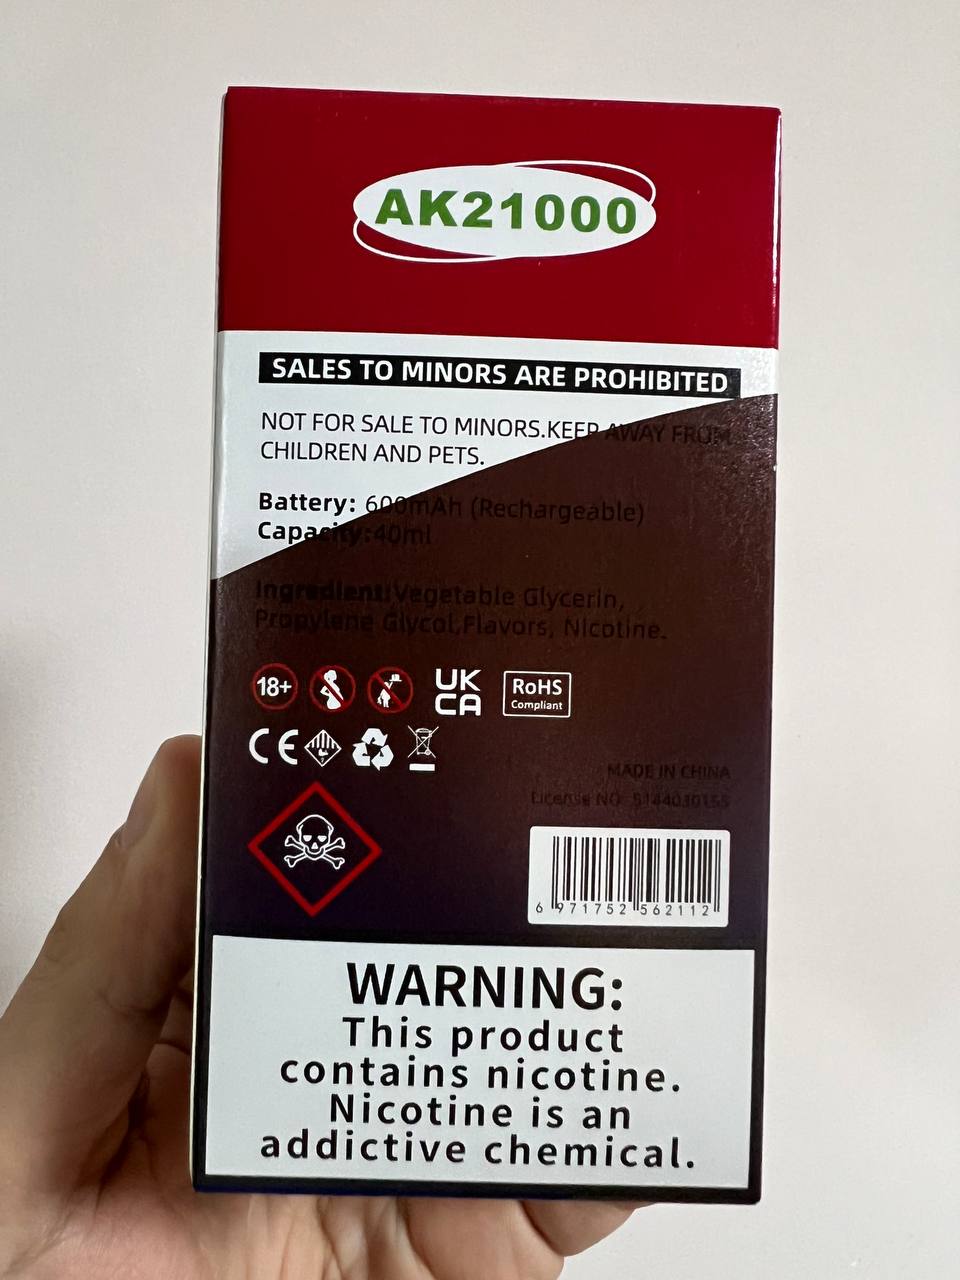 AK21000
SALES TO MINORS ARE PROHIBITED
NOT FOR SALE TO MINORS.KEEP AWAY FROM
CHILDREN AND PETS.
Battery: 600mAh (Rechargeable)
Capacity:40ml
Ingredient:Vegetable Glycerin,
Propylene Glycol,Flavors, Nicotine.
18+
UK
CA
RoHS
Compliant
CE
MADE IN CHINA
License NO:
6 971752 562112
WARNING:
This product
contains nicotine.
Nicotine is an
addictive chemical.